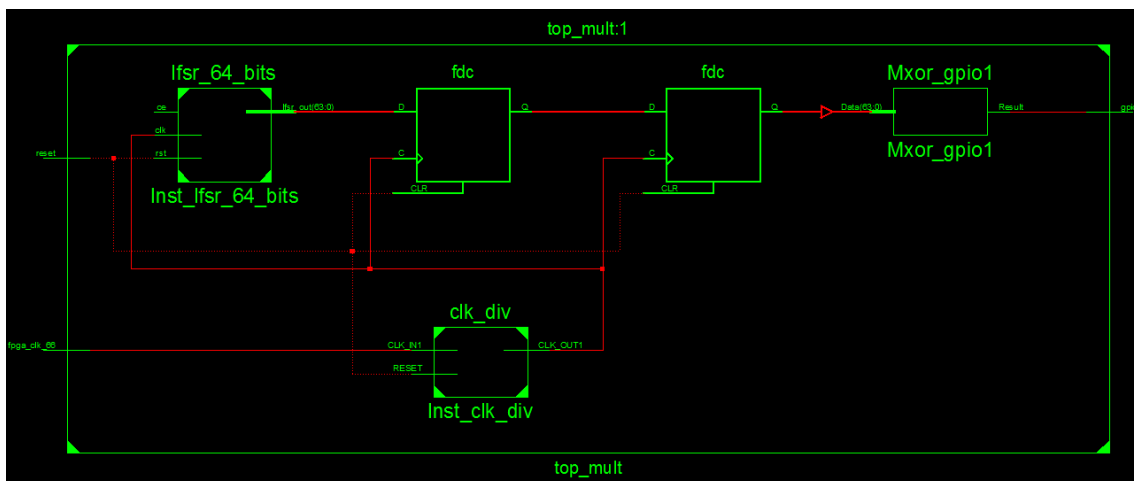 top_mult:1
lfsr_64_bits
fdc
fdc
Mxor_gpio1
ce
lfsr_out(63:0)
D
Q
D
Q
Data(63:0)
Result
clk
reset
rst
C
C
Mxor_gpio1
CLR
CLR
Inst_lfsr_64_bits
clk_div
fpga_clk_66
CLK_IN1
CLK_OUT1
RESET
Inst_clk_div
top_mult